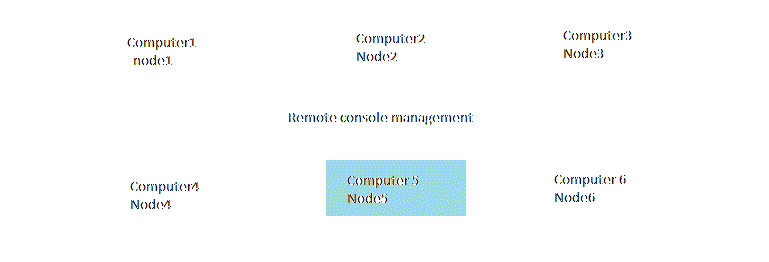 Computer1
node1
Computer2
Node2
Computer3
Node3
Remote console management
Computer4
Node4
Computer 5
Node5
Computer 6
Node6